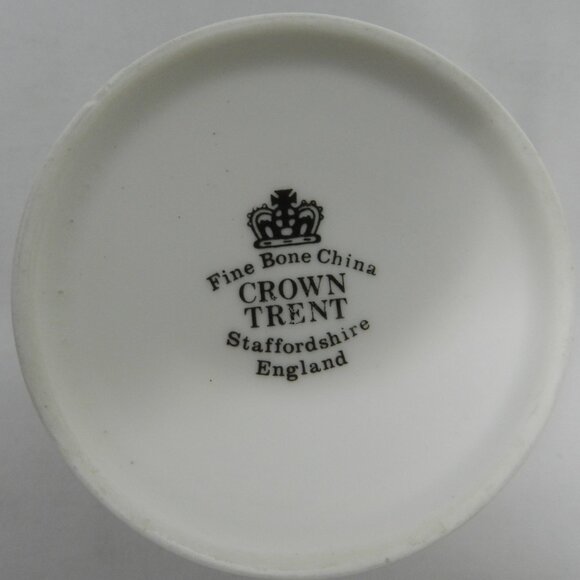 Fine Bone China
CROWN
TRENT
Staffordshire
England